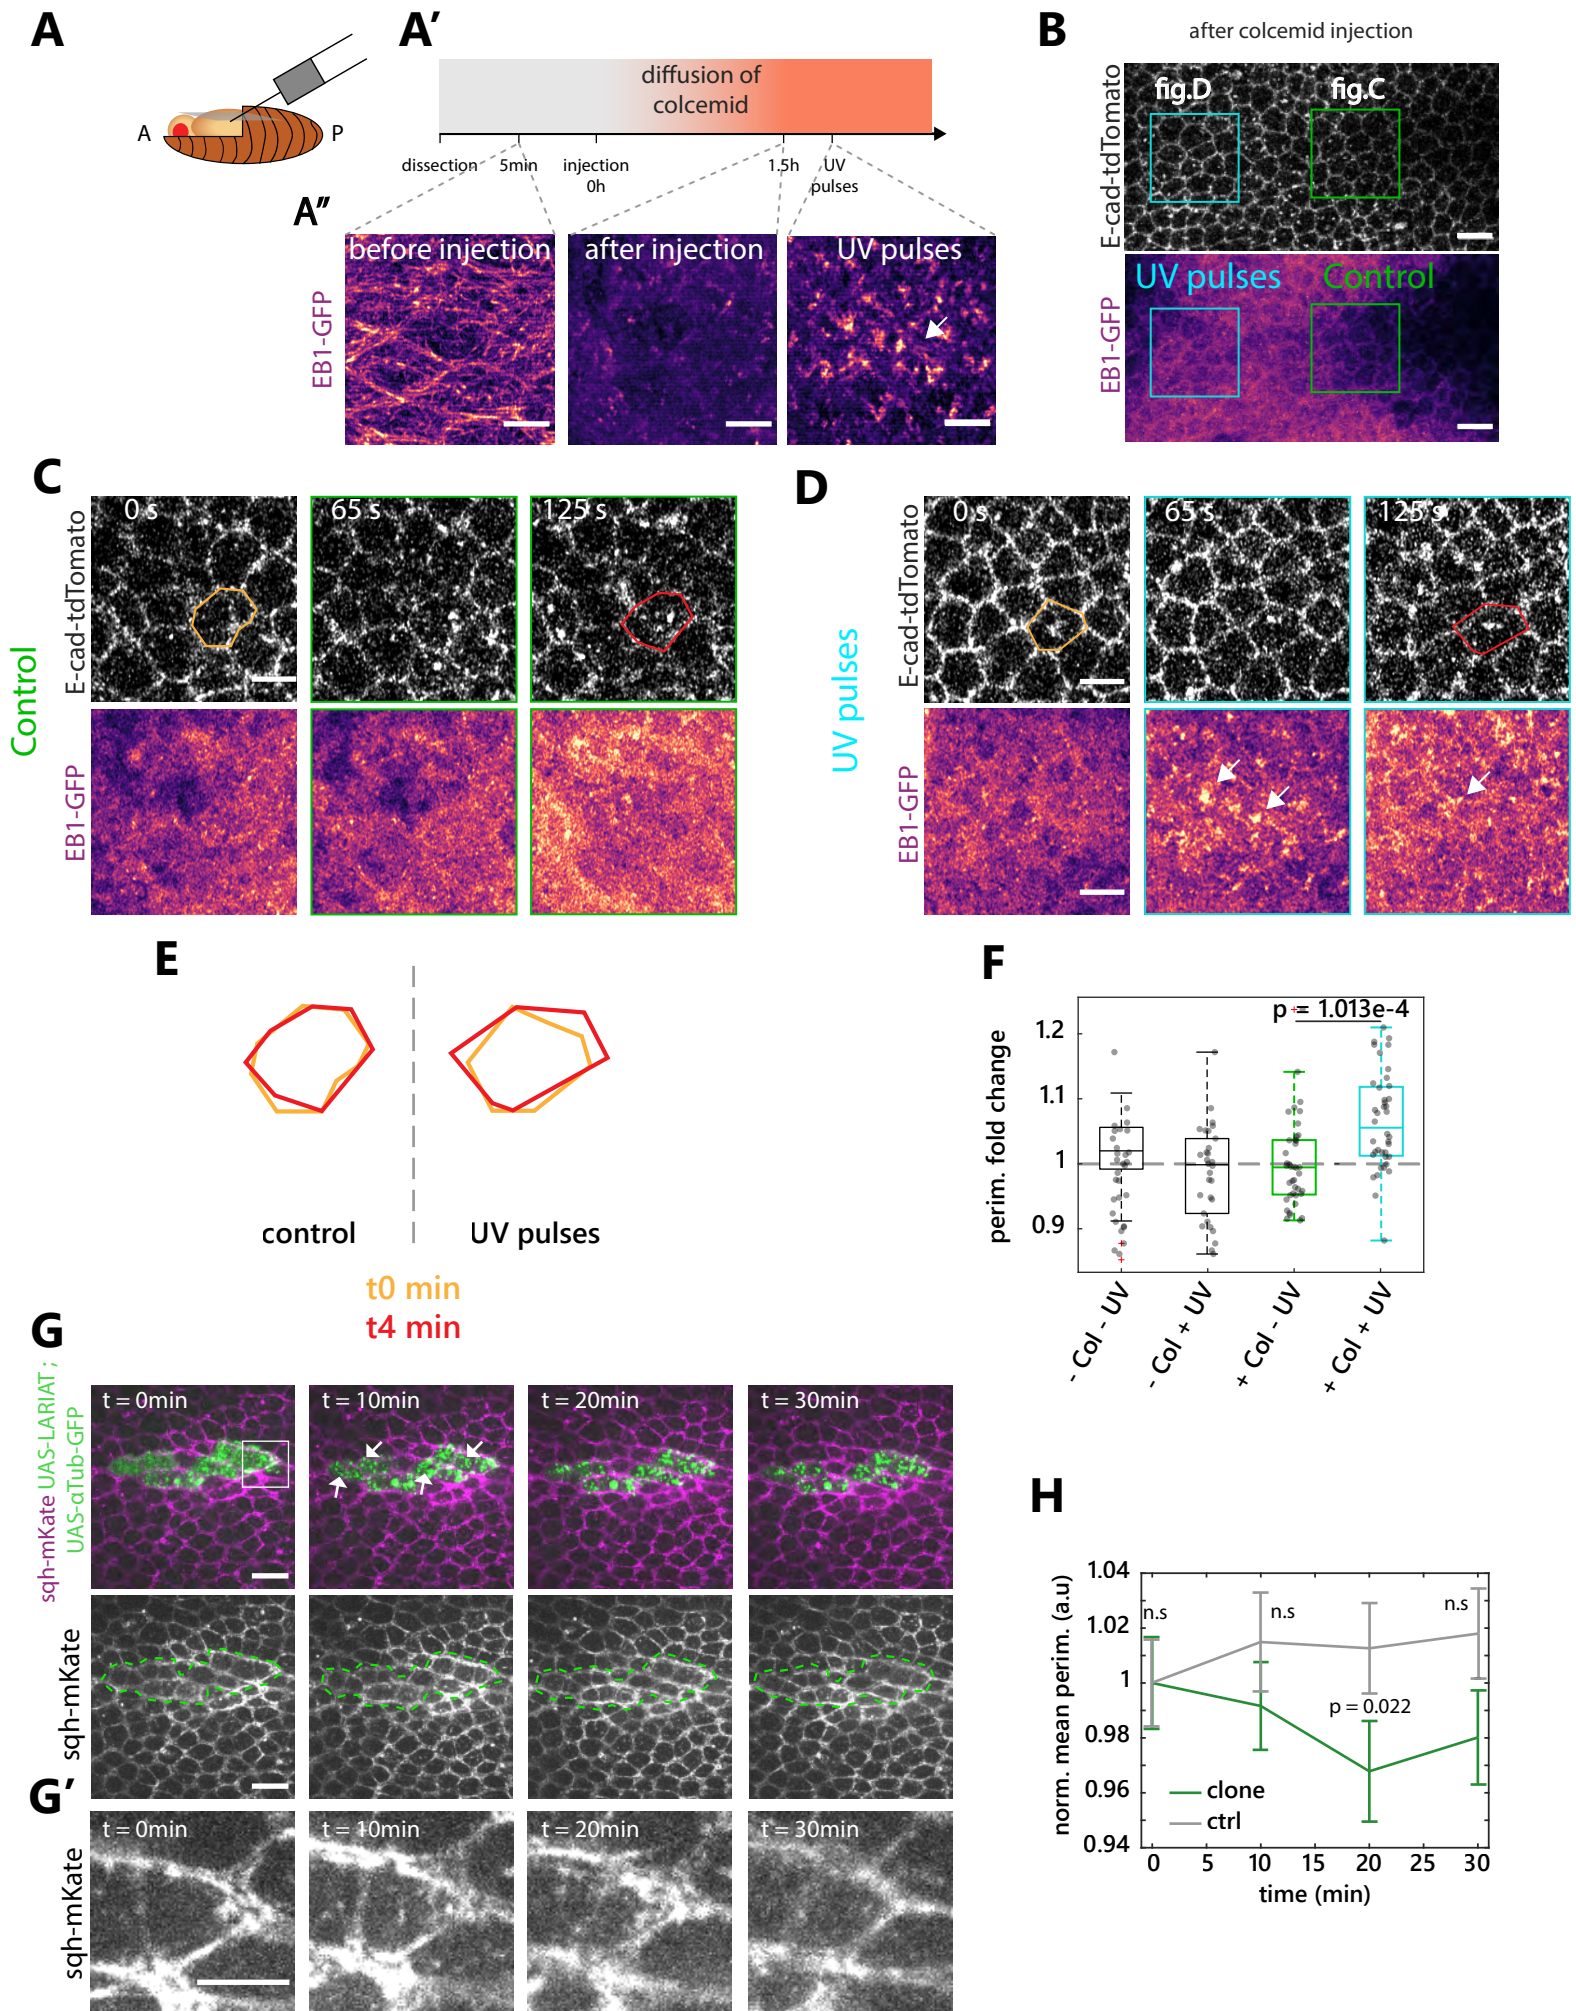 A
A P
A′
diffusion of
colcemid
dissection 5min injection 1.5h UV
0h pulses
A″
before injection after injection UV pulses
EB1-GFP
B
after colcemid injection
E-cad-tdTomato
fig.D fig.C
UV pulses Control
EB1-GFP
C
Control
E-cad-tdTomato
0 s 65 s 125 s
EB1-GFP
D
UV pulses
E-cad-tdTomato
0 s 65 s 125 s
EB1-GFP
E
control UV pulses
t0 min
t4 min
F
p = 1.013e-4
perim. fold change
1.2
1.1
1
0.9
- Col - UV
- Col + UV
+ Col - UV
+ Col + UV
G
sqh-mKate UAS-LARIAT ;
UAS-αTub-GFP
t = 0min t = 10min t = 20min t = 30min
sqh-mKate
G′
sqh-mKate
t = 0min t = 10min t = 20min t = 30min
H
norm. mean perim. (a.u)
1.04
1.02
1
0.98
0.96
0.94
n.s n.s n.s
p = 0.022
clone
ctrl
0 5 10 15 20 25 30
time (min)